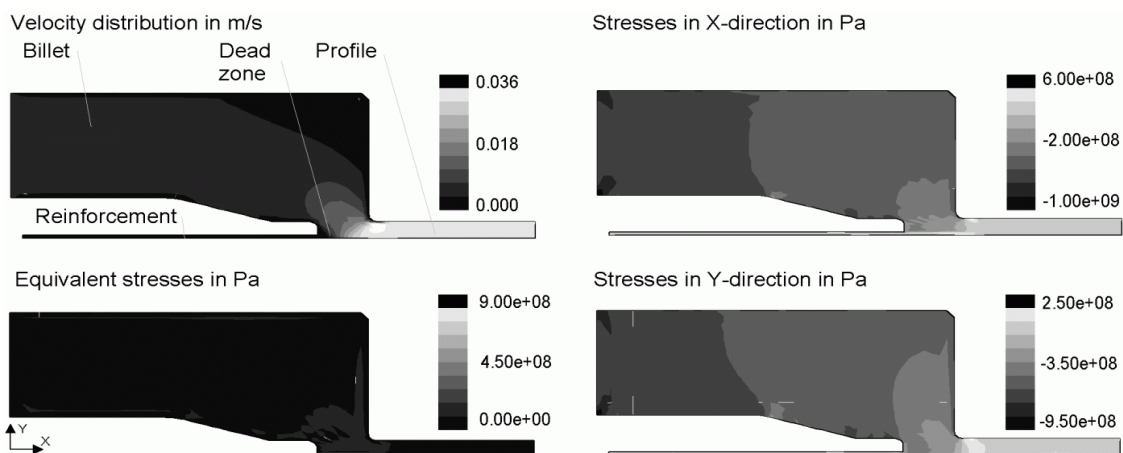 Velocity distribution in m/s
Billet
Dead
zone
Profile
0.036
0.018
0.000
Reinforcement
Stresses in X-direction in Pa
6.00e+08
-2.00e+08
-1.00e+09
Equivalent stresses in Pa
9.00e+08
4.50e+08
0.00e+00
Y
X
Stresses in Y-direction in Pa
2.50e+08
-3.50e+08
-9.50e+08